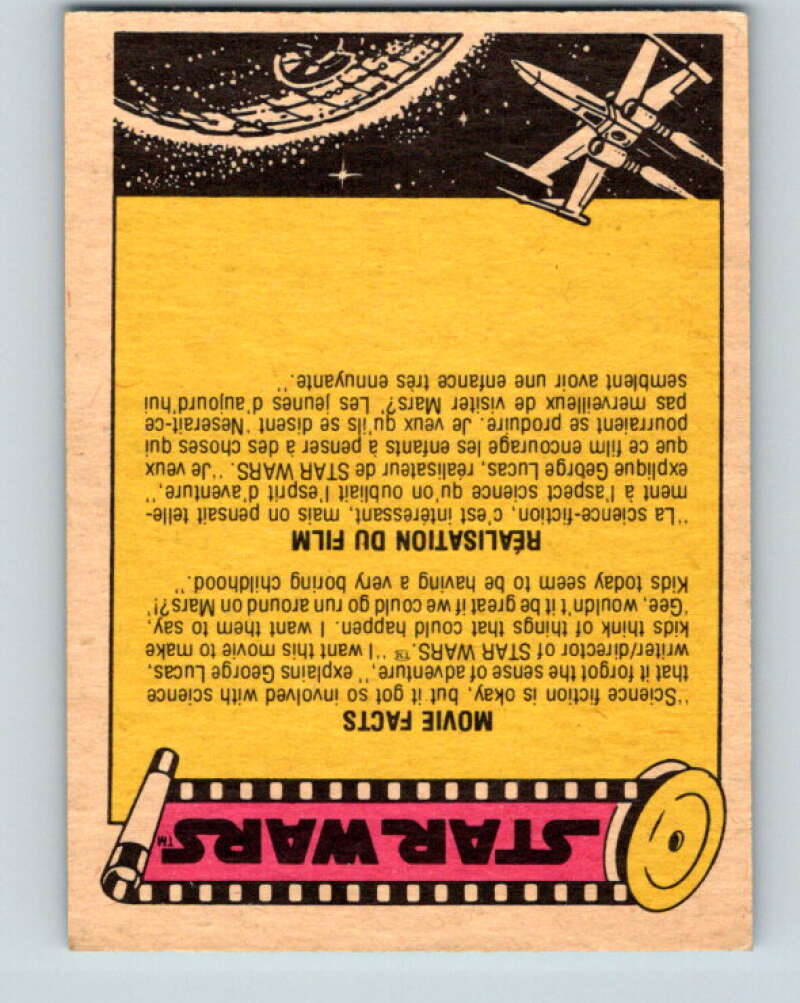 STAR WARS™
MOVIE FACTS
"Science fiction is okay, but it got so involved with science
that it forgot the sense of adventure," explains George Lucas,
writer/director of STAR WARS.™ "I want this movie to make
kids think of things that could happen. I want them to say,
'Gee, wouldn't it be great if we could go run around on Mars?!'
Kids today seem to be having a very boring childhood."
RÉALISATION DU FILM
"La science-fiction, c'est intéressant, mais on pensait telle-
ment à l'aspect science qu'on oubliait l'esprit d'aventure,"
explique George Lucas, réalisateur de STAR WARS. "Je veux
que ce film encourage les enfants à penser à des choses qui
pourraient se produire. Je veux qu'ils se disent 'Neserait-ce
pas merveilleux de visiter Mars?' Les jeunes d'aujourd'hui
semblent avoir une enfance très ennuyante."